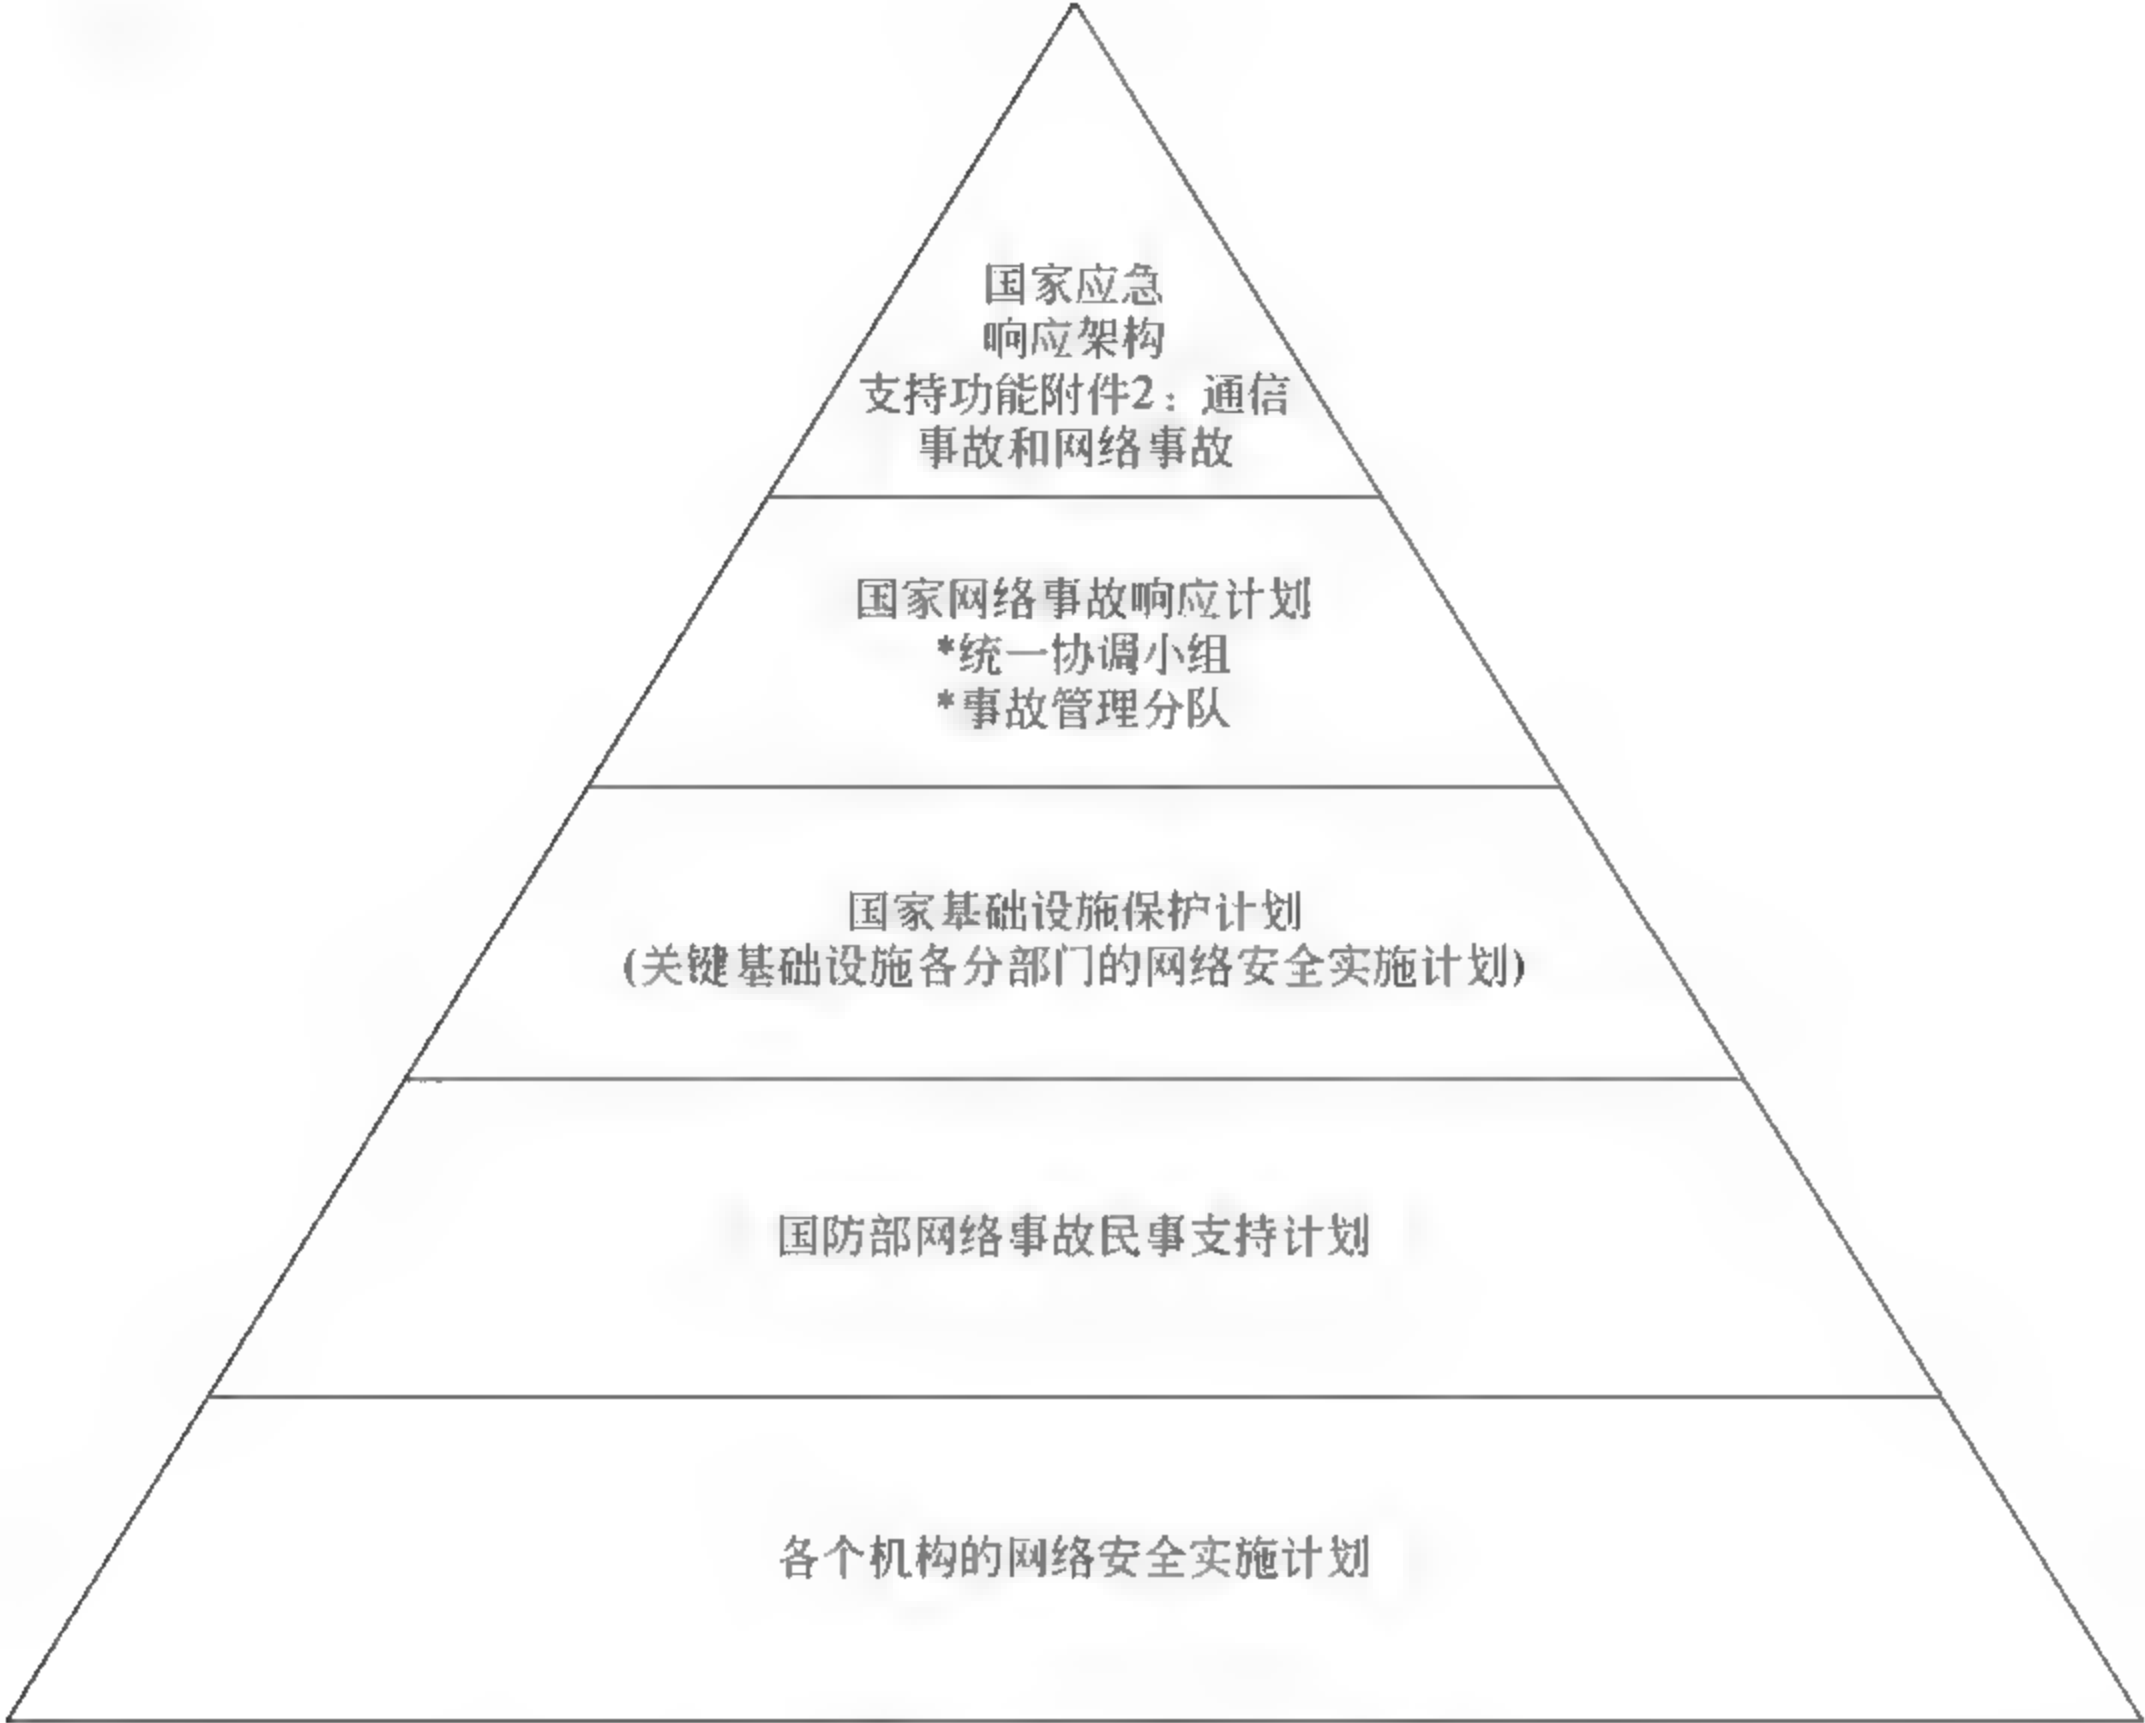 国家应急
响应架构
支持功能附件2：通信
事故和网络事故
国家网络事故响应计划
*统一协调小组
*事故管理分队
国家基础设施保护计划
(关键基础设施各分部门的网络安全实施计划)
国防部网络事故民事支持计划
各个机构的网络安全实施计划